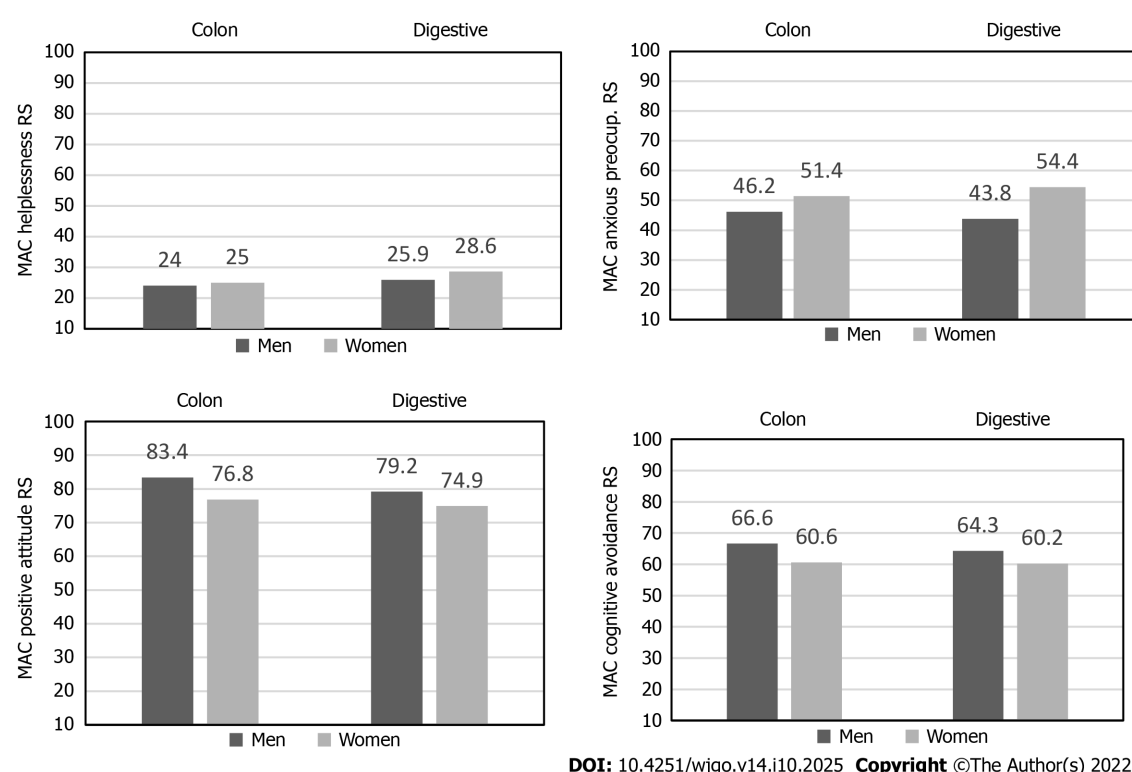 Colon Digestive
100
90
80
70
60
50
40
30
20
10
MAC helplessness RS
24 25 25.9 28.6
Men Women
Colon Digestive
100
90
80
70
60
50
40
30
20
10
MAC anxious preocup. RS
46.2 51.4 43.8 54.4
Men Women
Colon Digestive
100
90
80
70
60
50
40
30
20
10
MAC positive attitude RS
83.4 76.8 79.2 74.9
Men Women
Colon Digestive
100
90
80
70
60
50
40
30
20
10
MAC cognitive avoidance RS
66.6 60.6 64.3 60.2
Men Women
DOI: 10.4251/wjgo.v14.i10.2025 Copyright ©The Author(s) 2022